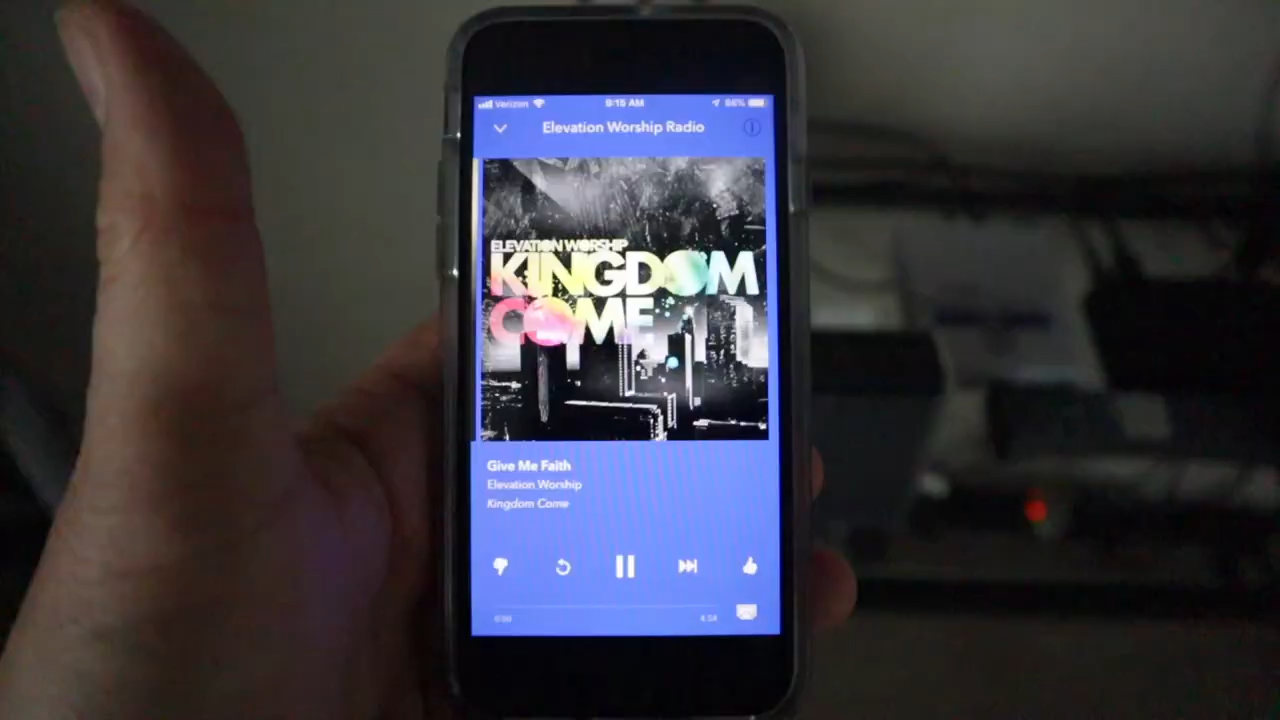 Verizon 9:15 AM
Elevation Worship Radio
ELEVATION WORSHIP
KINGDOM
COME
Give Me Faith
Elevation Worship
Kingdom Come